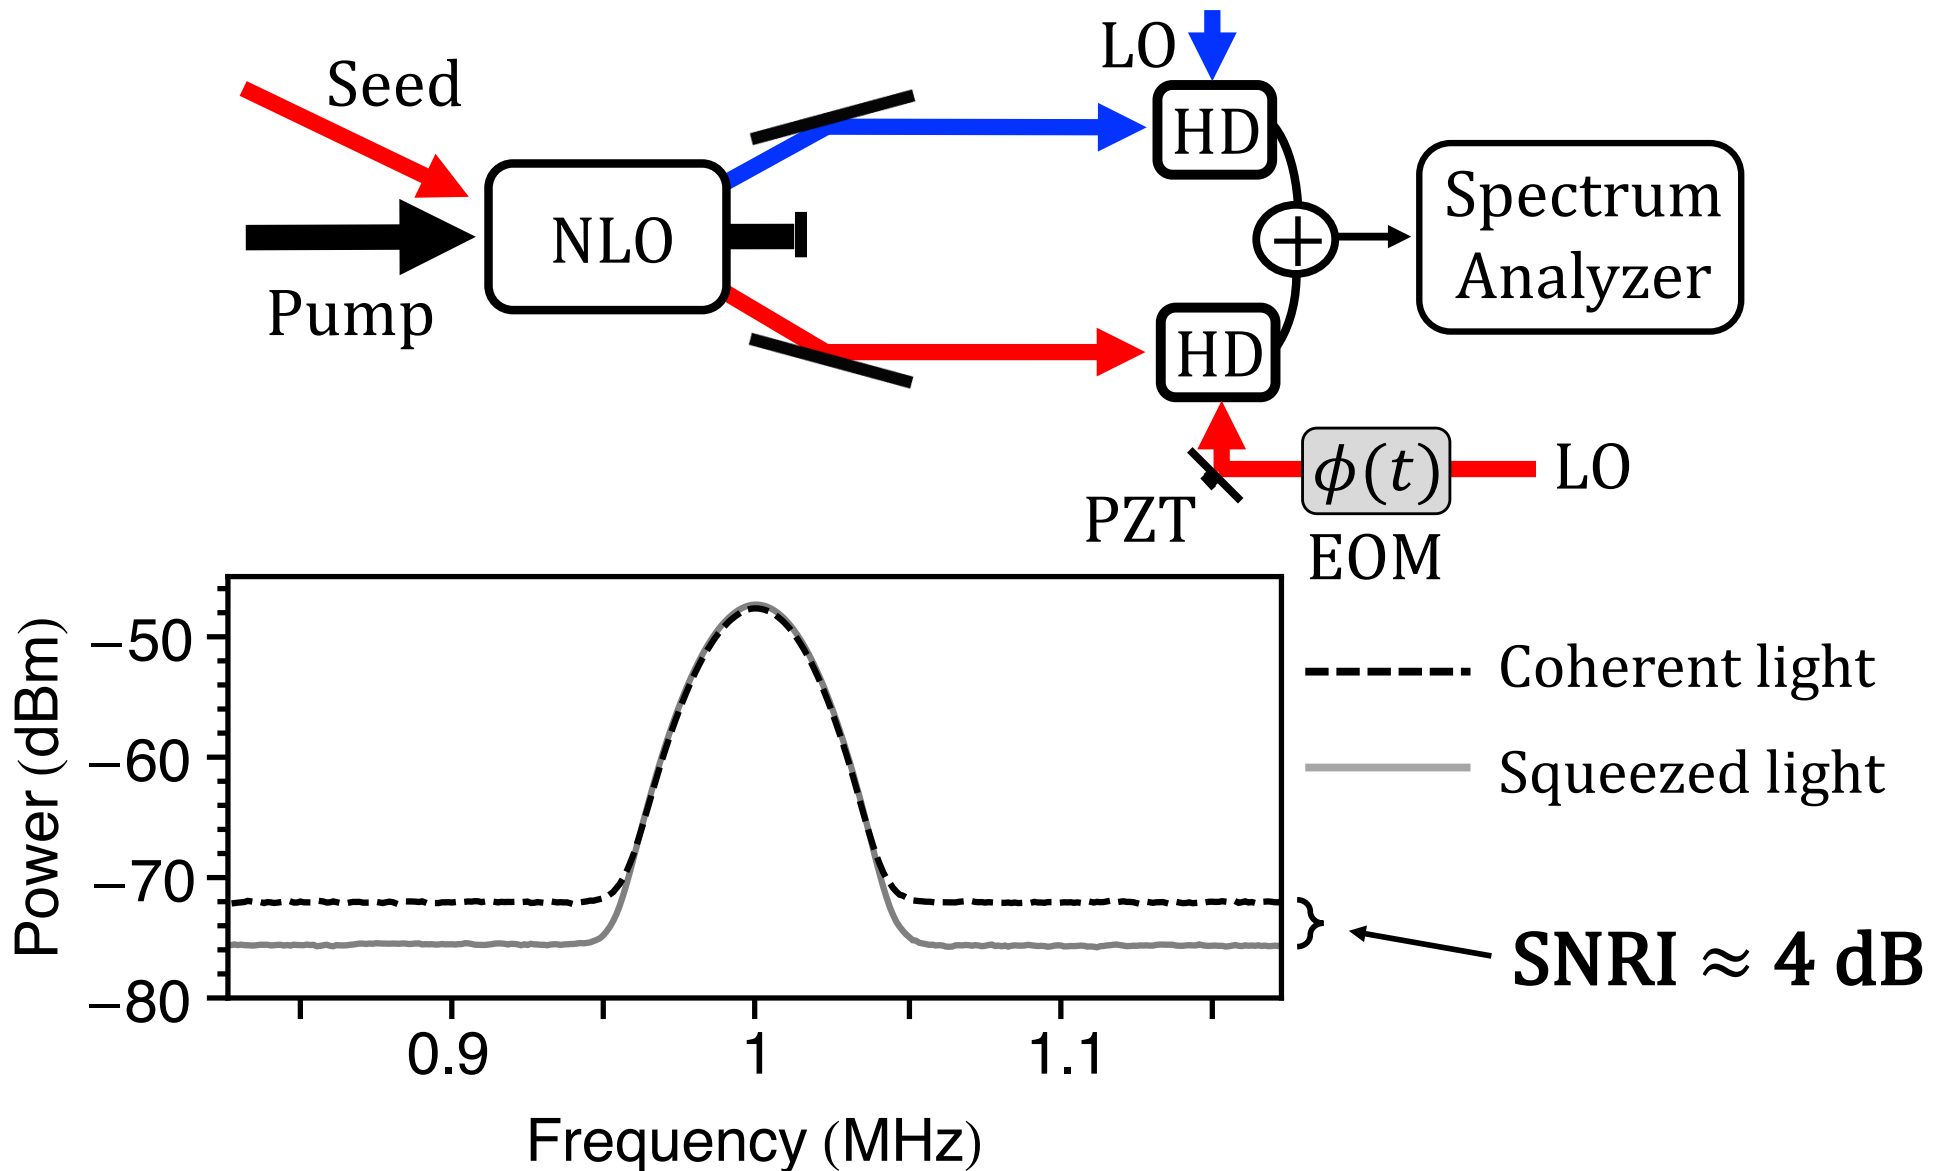 Seed
Pump
NLO
LO
HD
HD
+
Spectrum
Analyzer
PZT
ϕ(t)
EOM
LO
Power (dBm)
−50
−60
−70
−80
0.9
1
1.1
Frequency (MHz)
Coherent light
Squeezed light
SNRI ≈ 4 dB